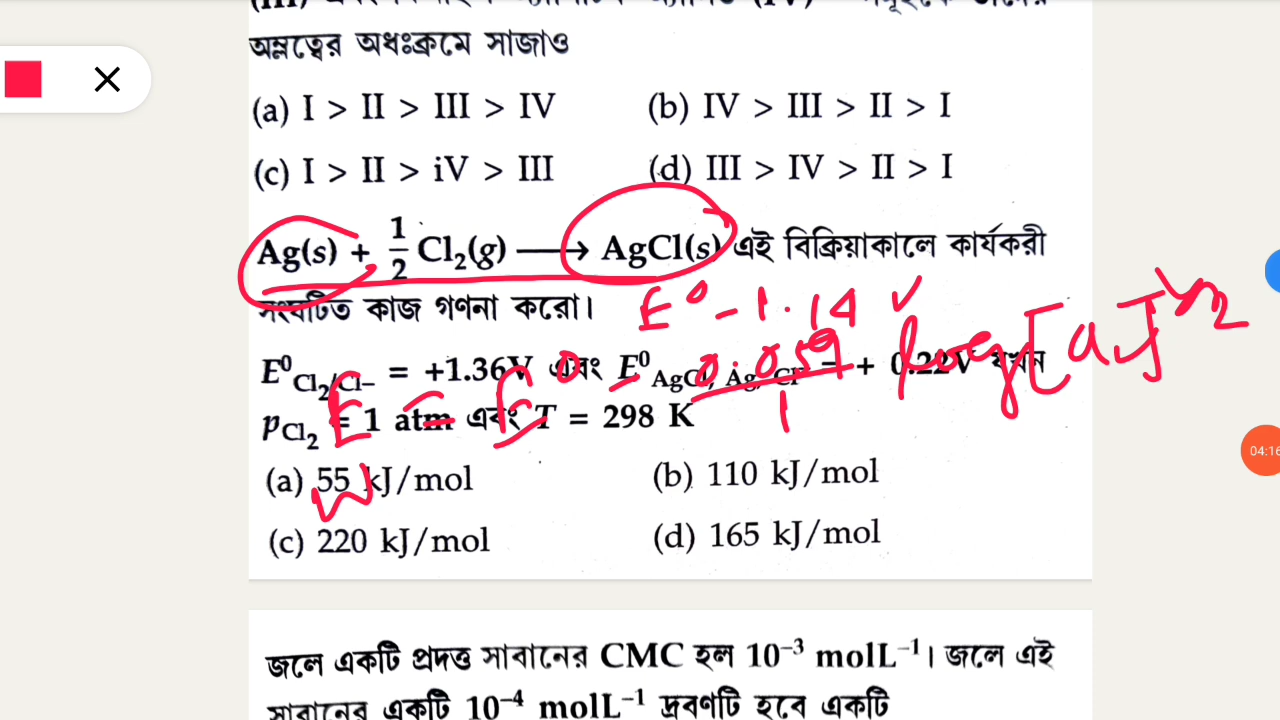 অম্লত্বের অধঃক্রমে সাজাও
(a) I > II > III > IV (b) IV > III > II > I
(c) I > II > iV > III (d) III > IV > II > I
Ag(s) + 1/2 Cl₂(g) ⟶ AgCl(s) এই বিক্রিয়াকালে কার্যকরী
সংঘটিত কাজ গণনা করো।
E⁰ = 1.14 V
E⁰Cl₂/Cl– = +1.36V এবং E⁰AgCl, Ag, Cl– = + 0.22V যখন
E = E⁰ – 0.059/1 log [a]^1/2
pCl₂ = 1 atm এবং T = 298 K
(a) 55 kJ/mol (b) 110 kJ/mol
(c) 220 kJ/mol (d) 165 kJ/mol
জলে একটি প্রদত্ত সাবানের CMC হল 10⁻³ molL⁻¹। জলে এই
সাবানের একটি 10⁻⁴ molL⁻¹ দ্রবণটি হবে একটি
04:16